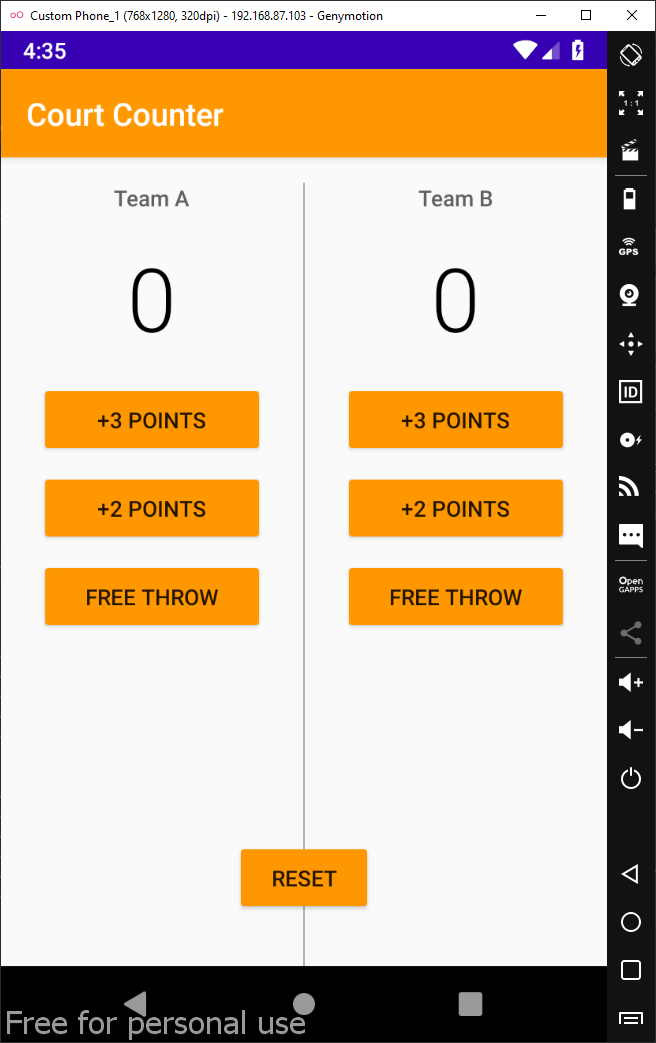 Custom Phone_1 (768x1280, 320dpi) - 192.168.87.103 - Genymotion
4:35
Court Counter
1:1
GPS
Team A
Team B
0
0
ID
+3 POINTS
+3 POINTS
+2 POINTS
+2 POINTS
Open
GAPPS
FREE THROW
FREE THROW
RESET
Free for personal use